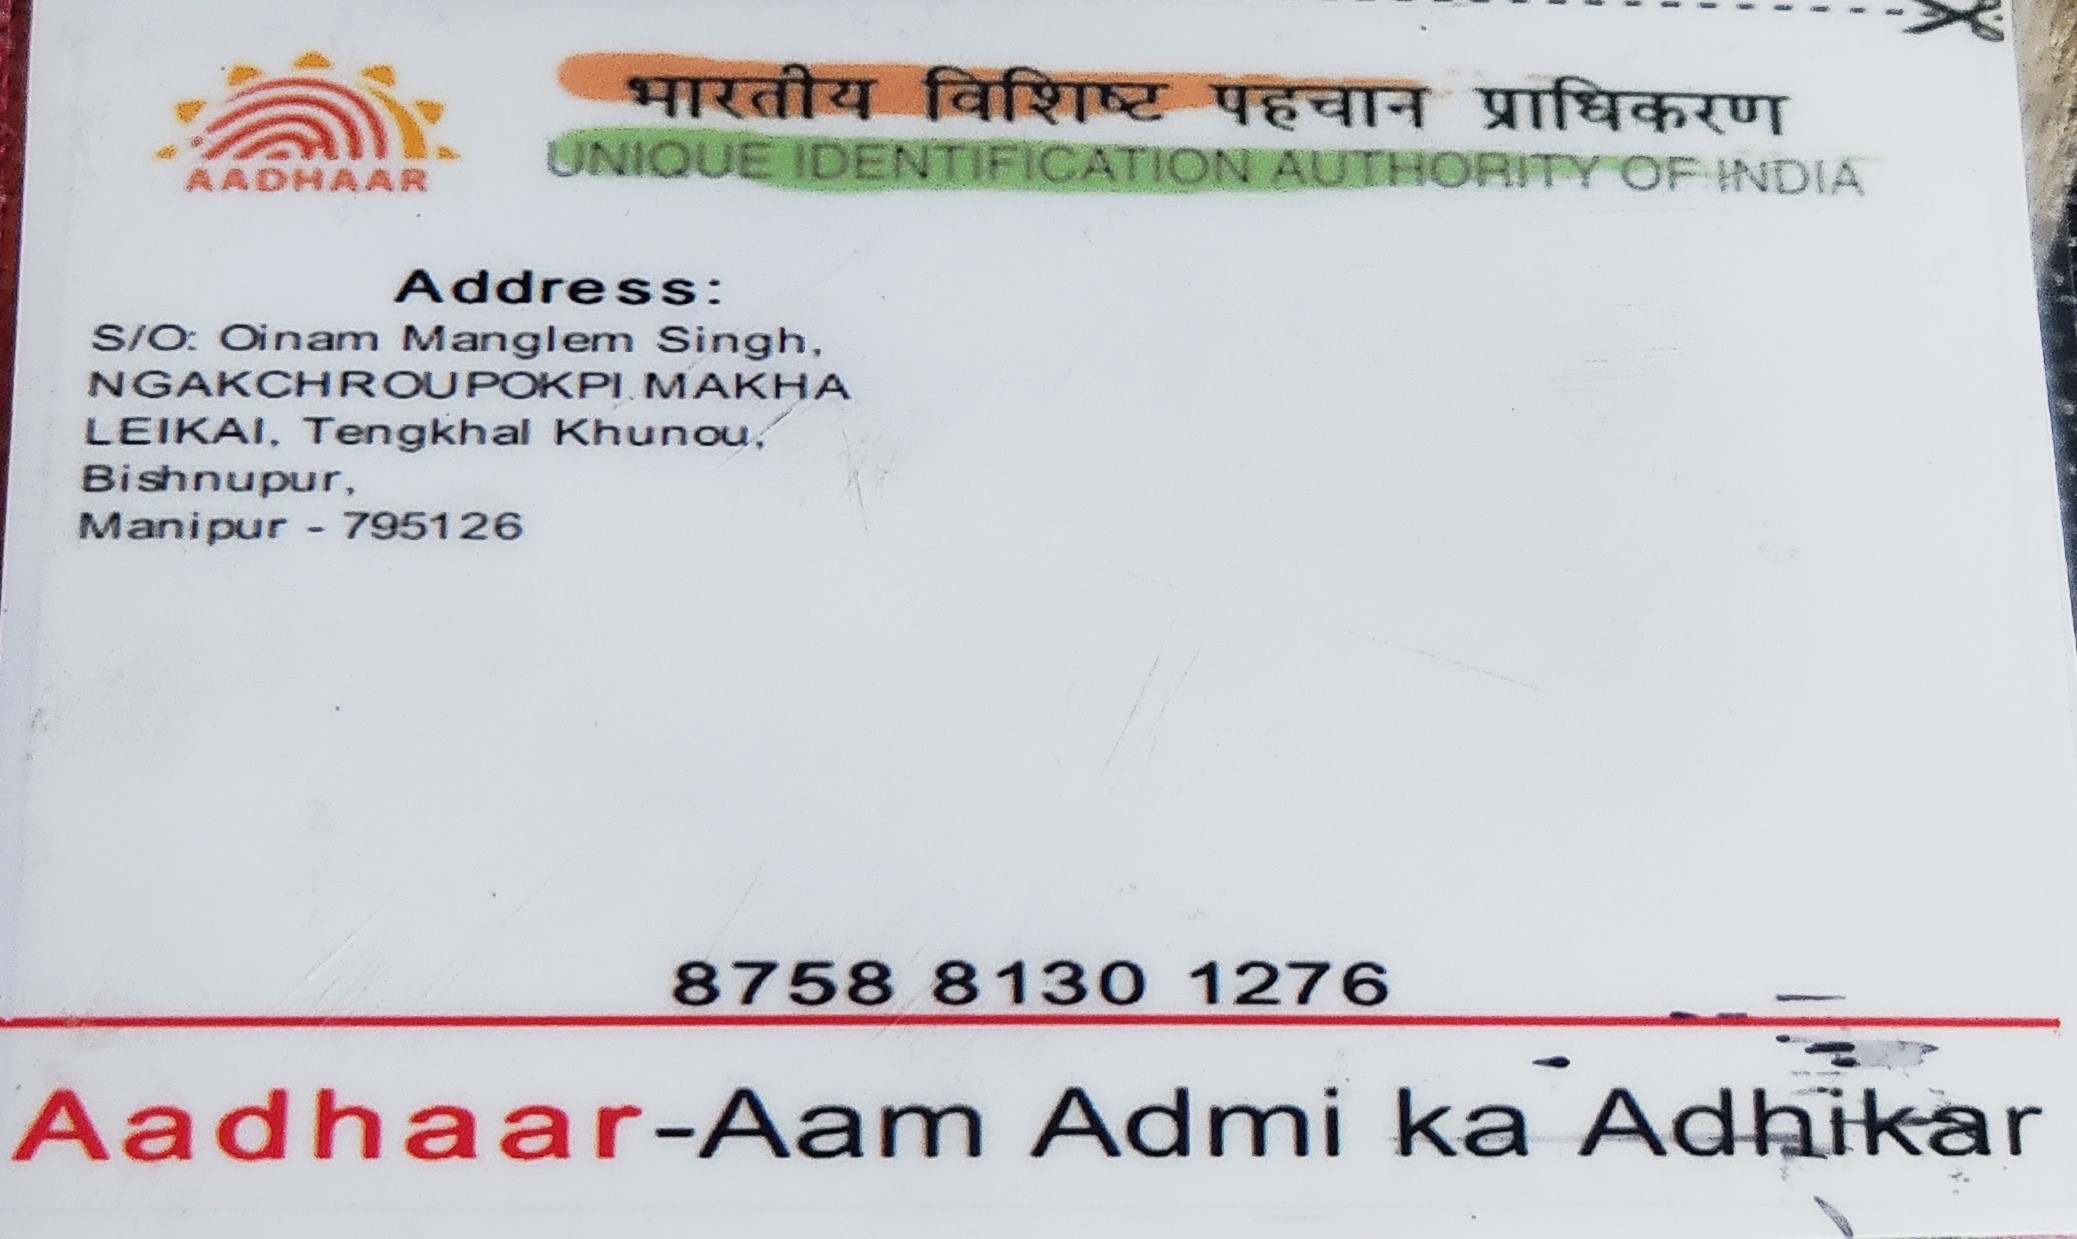 भारतीय विशिष्ट पहचान प्राधिकरण
AADHAAR
UNIQUE IDENTIFICATION AUTHORITY OF INDIA
Address:
S/O: Oinam Manglem Singh,
NGAKCHROUPOKPI MAKHA
LEIKAI, Tengkhal Khunou,
Bishnupur,
Manipur - 795126
8758 8130 1276
Aadhaar-Aam Admi ka Adhikar